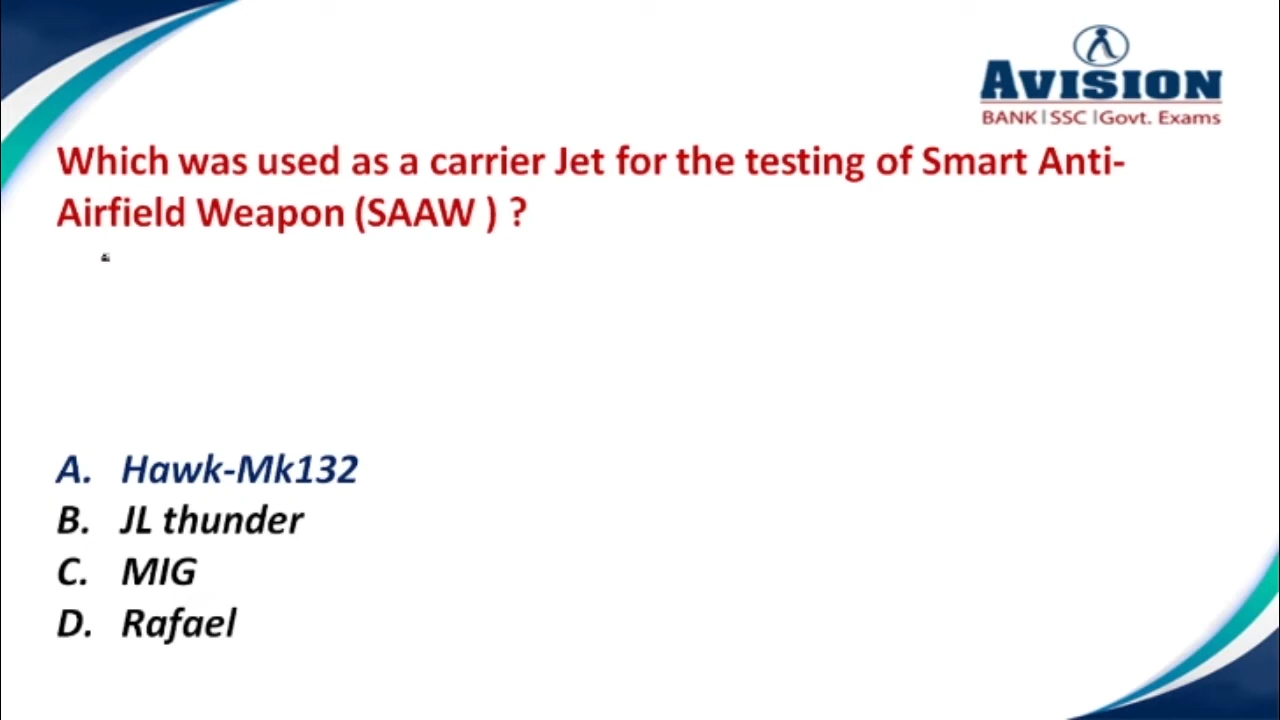 AVISION
BANK | SSC | Govt. Exams
Which was used as a carrier Jet for the testing of Smart Anti-
Airfield Weapon (SAAW ) ?
A. Hawk-Mk132
B. JL thunder
C. MIG
D. Rafael